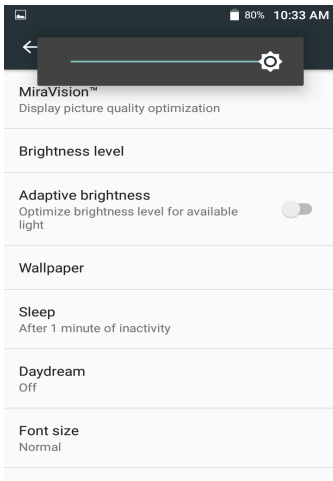 80% 10:33 AM
MiraVision™
Display picture quality optimization
Brightness level
Adaptive brightness
Optimize brightness level for available
light
Wallpaper
Sleep
After 1 minute of inactivity
Daydream
Off
Font size
Normal